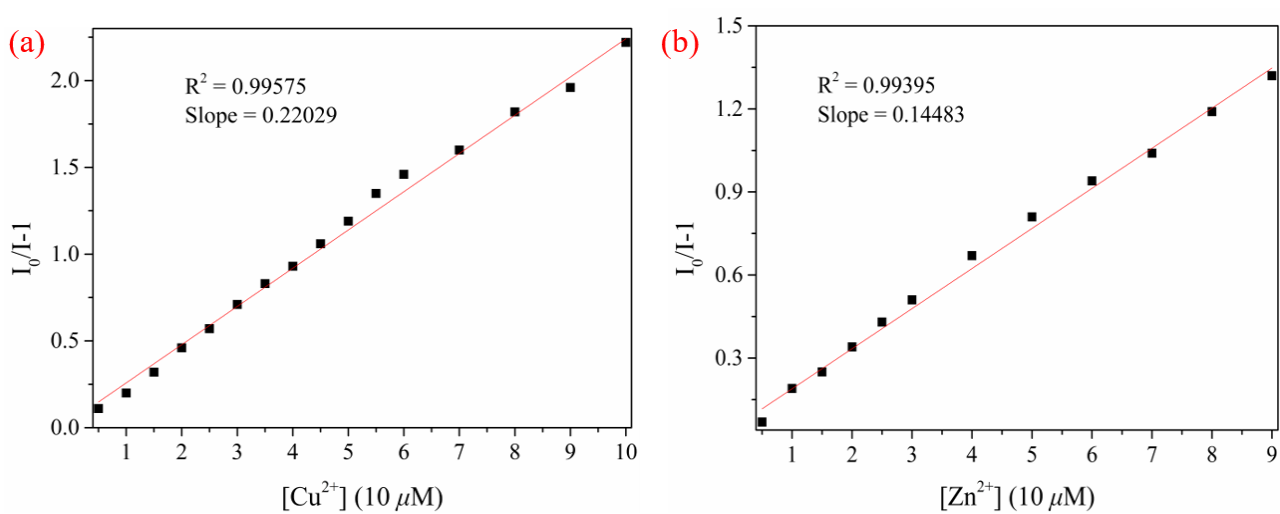 (a)
R² = 0.99575
Slope = 0.22029
I₀/I-1
2.0
1.5
1.0
0.5
0.0
1 2 3 4 5 6 7 8 9 10
[Cu²⁺] (10 μM)
(b)
R² = 0.99395
Slope = 0.14483
I₀/I-1
1.5
1.2
0.9
0.6
0.3
1 2 3 4 5 6 7 8 9
[Zn²⁺] (10 μM)